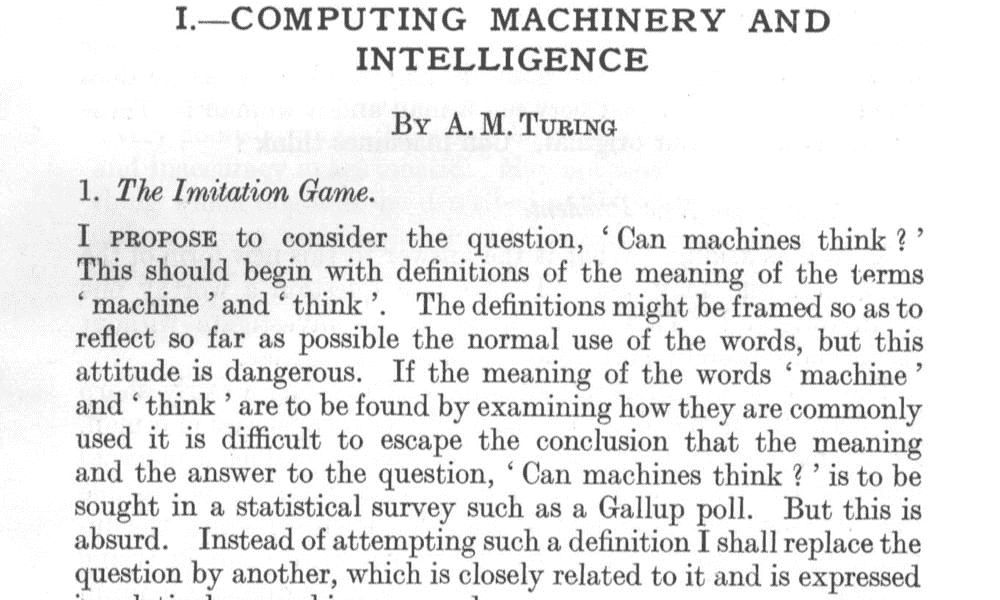 I.—COMPUTING MACHINERY AND
INTELLIGENCE
By A. M. Turing
1. The Imitation Game.
I propose to consider the question, ‘ Can machines think ? ’
This should begin with definitions of the meaning of the terms
‘ machine ’ and ‘ think ’. The definitions might be framed so as to
reflect so far as possible the normal use of the words, but this
attitude is dangerous. If the meaning of the words ‘ machine ’
and ‘ think ’ are to be found by examining how they are commonly
used it is difficult to escape the conclusion that the meaning
and the answer to the question, ‘ Can machines think ? ’ is to be
sought in a statistical survey such as a Gallup poll. But this is
absurd. Instead of attempting such a definition I shall replace the
question by another, which is closely related to it and is expressed